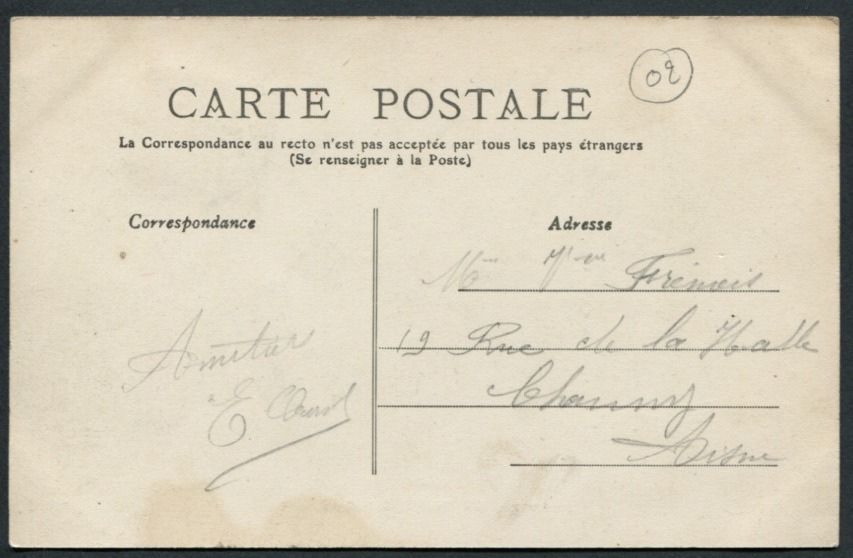 CARTE POSTALE
02
La Correspondance au recto n'est pas acceptée par tous les pays étrangers
(Se renseigner à la Poste)
Correspondance
Adresse
Amitiés
E
Mme Vve
19 Rue de la Halle
Chauny
Aisne